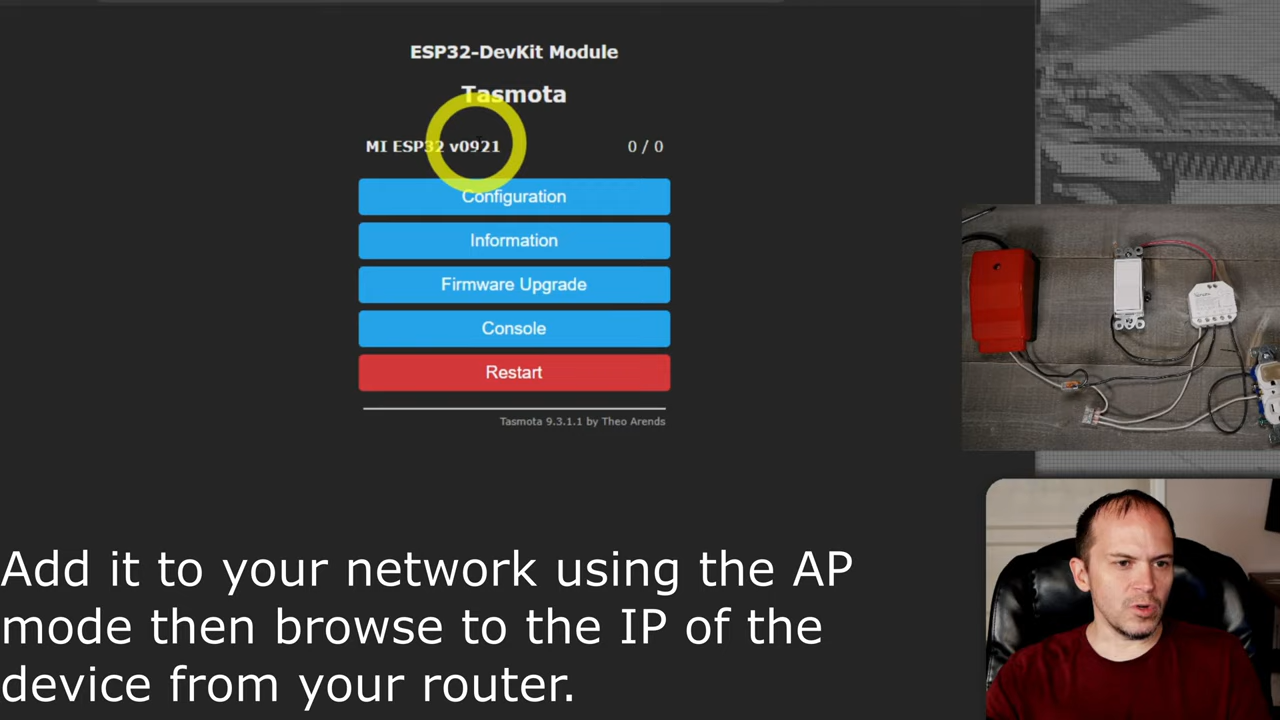 ESP32-DevKit Module
Tasmota
MI ESP32 v0921 0 / 0
Configuration
Information
Firmware Upgrade
Console
Restart
Tasmota 9.3.1.1 by Theo Arends
Add it to your network using the AP
mode then browse to the IP of the
device from your router.